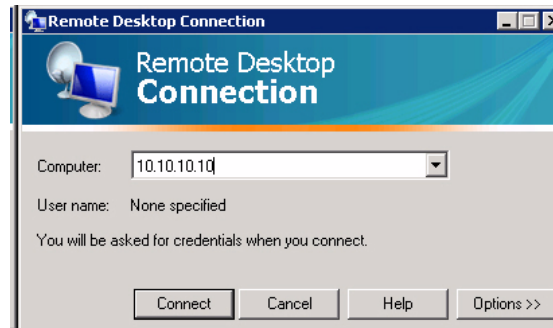 Remote Desktop Connection
Remote Desktop
Connection
Computer: 10.10.10.10
User name: None specified
You will be asked for credentials when you connect.
Connect Cancel Help Options >>